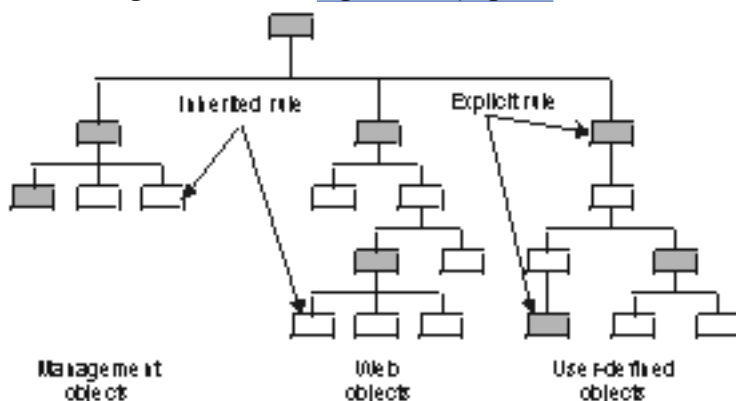 Inherited rule
Explicit rule
Management
objects
Web
objects
User-defined
objects